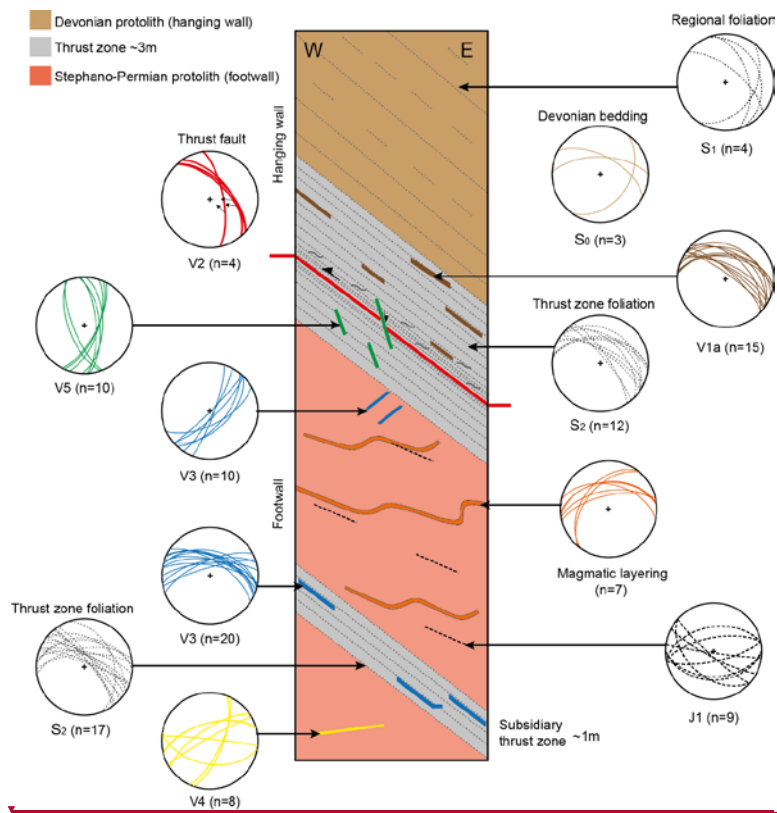 Devonian protolith (hanging wall)
Thrust zone ~3m
Stephano-Permian protolith (footwall)
W
E
Regional foliation
S1 (n=4)
Devonian bedding
S0 (n=3)
Thrust fault
V2 (n=4)
Hanging wall
V1a (n=15)
Thrust zone foliation
S2 (n=12)
V5 (n=10)
V3 (n=10)
Footwall
Magmatic layering
(n=7)
V3 (n=20)
Thrust zone foliation
S2 (n=17)
J1 (n=9)
Subsidiary
thrust zone
~1m
V4 (n=8)